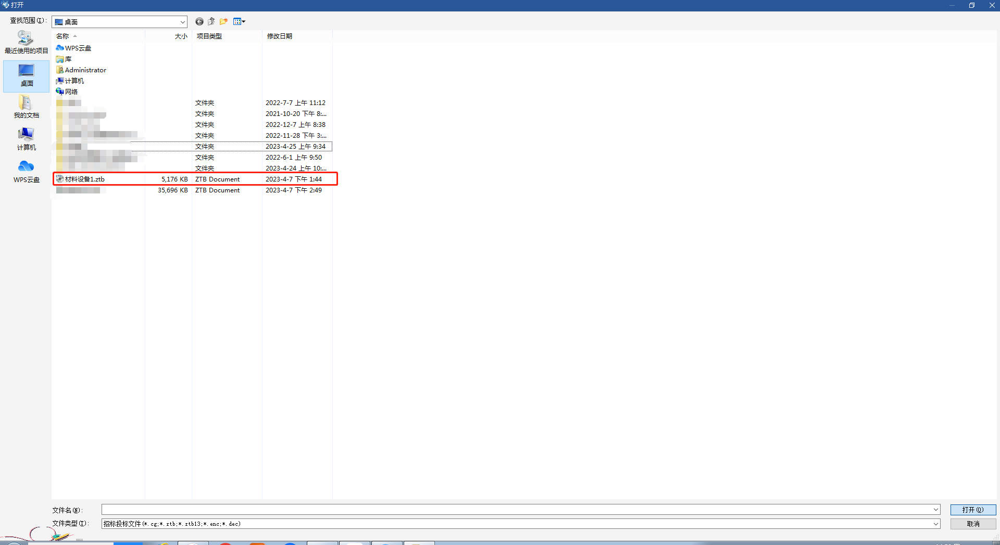 打开
查找范围(I): 桌面
名称 大小 项目类型 修改日期
最近使用的项目
桌面
我的文档
计算机
WPS云盘
WPS云盘
库
Administrator
计算机
网络
文件夹 2022-7-7 上午 11:12
文件夹 2021-10-20 下午 8:...
文件夹 2022-12-7 上午 8:38
文件夹 2022-11-28 下午 3:...
文件夹 2023-4-25 上午 9:34
文件夹 2022-6-1 上午 9:50
文件夹 2023-4-24 上午 10:...
材料设备1.ztb 5,176 KB ZTB Document 2023-4-7 下午 1:44
35,696 KB ZTB Document 2023-4-7 下午 2:49
文件名(N): 打开(O)
文件类型(T): 招标投标文件(*.cg;*.ztb;*.ztb13;*.enc;*.dec) 取消